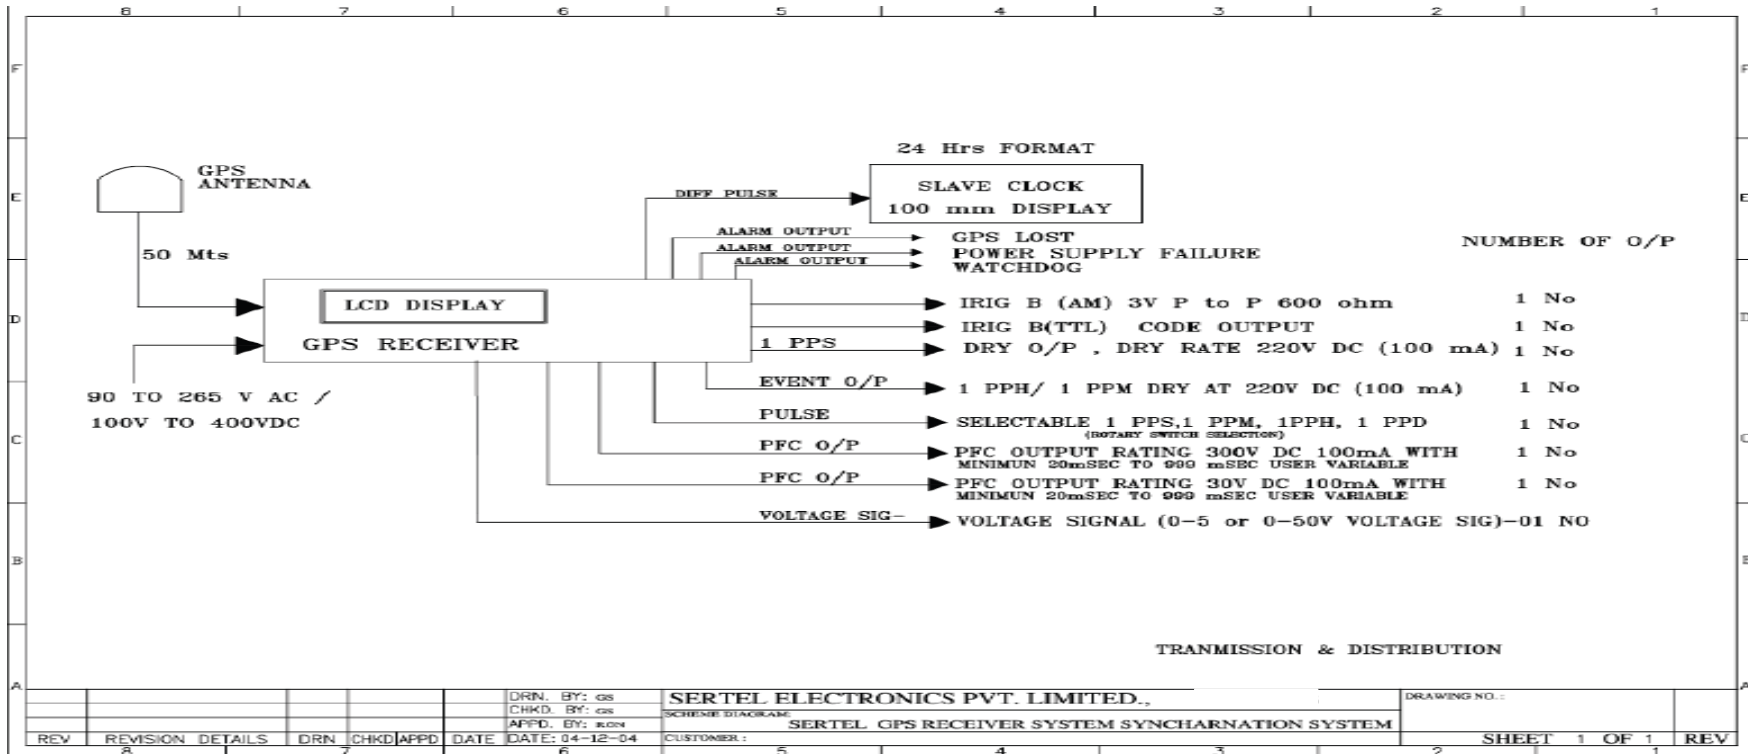 8 7 6 5 4 3 2 1
F F
24 Hrs FORMAT
GPS
ANTENNA
SLAVE CLOCK
100 mm DISPLAY
DIFF PULSE
E E
50 Mts
ALARM OUTPUT GPS LOST
ALARM OUTPUT POWER SUPPLY FAILURE
ALARM OUTPUT WATCHDOG
NUMBER OF O/P
LCD DISPLAY
GPS RECEIVER
D D
IRIG B (AM) 3V P to P 600 ohm 1 No
IRIG B(TTL) CODE OUTPUT 1 No
1 PPS DRY O/P , DRY RATE 220V DC (100 mA) 1 No
90 TO 265 V AC /
100V TO 400VDC
EVENT O/P 1 PPH/ 1 PPM DRY AT 220V DC (100 mA) 1 No
PULSE SELECTABLE 1 PPS,1 PPM, 1PPH, 1 PPD 1 No
(ROTARY SWITCH SELECTION)
C C
PFC O/P PFC OUTPUT RATING 300V DC 100mA WITH 1 No
MINIMUN 20mSEC TO 999 mSEC USER VARIABLE
PFC O/P PFC OUTPUT RATING 30V DC 100mA WITH 1 No
MINIMUN 20mSEC TO 999 mSEC USER VARIABLE
VOLTAGE SIG- VOLTAGE SIGNAL (0-5 or 0-50V VOLTAGE SIG)-01 NO
B B
TRANMISSION & DISTRIBUTION
A A
DRN. BY: GS
CHKD. BY: GS
APPD. BY: RGN
DATE: 04-12-04
SERTEL ELECTRONICS PVT. LIMITED.,
SCHEME DIAGRAM:
SERTEL GPS RECEIVER SYSTEM SYNCHARNATION SYSTEM
CUSTOMER :
DRAWING NO.:
REV REVISION DETAILS DRN CHKD APPD DATE
SHEET 1 OF 1 REV
8 7 6 5 4 3 2 1